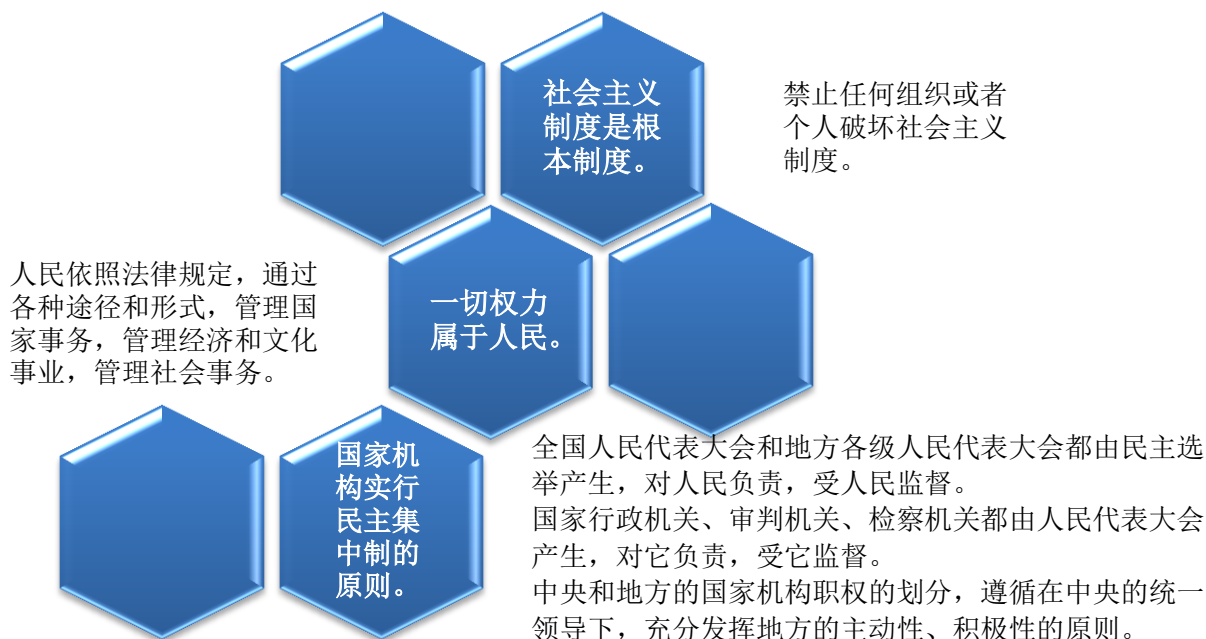 社会主义
制度是根
本制度。
禁止任何组织或者
个人破坏社会主义
制度。
人民依照法律规定，通过
各种途径和形式，管理国
家事务，管理经济和文化
事业，管理社会事务。
一切权力
属于人民。
国家机
构实行
民主集
中制的
原则。
全国人民代表大会和地方各级人民代表大会都由民主选
举产生，对人民负责，受人民监督。
国家行政机关、审判机关、检察机关都由人民代表大会
产生，对它负责，受它监督。
中央和地方的国家机构职权的划分，遵循在中央的统一
领导下，充分发挥地方的主动性、积极性的原则。